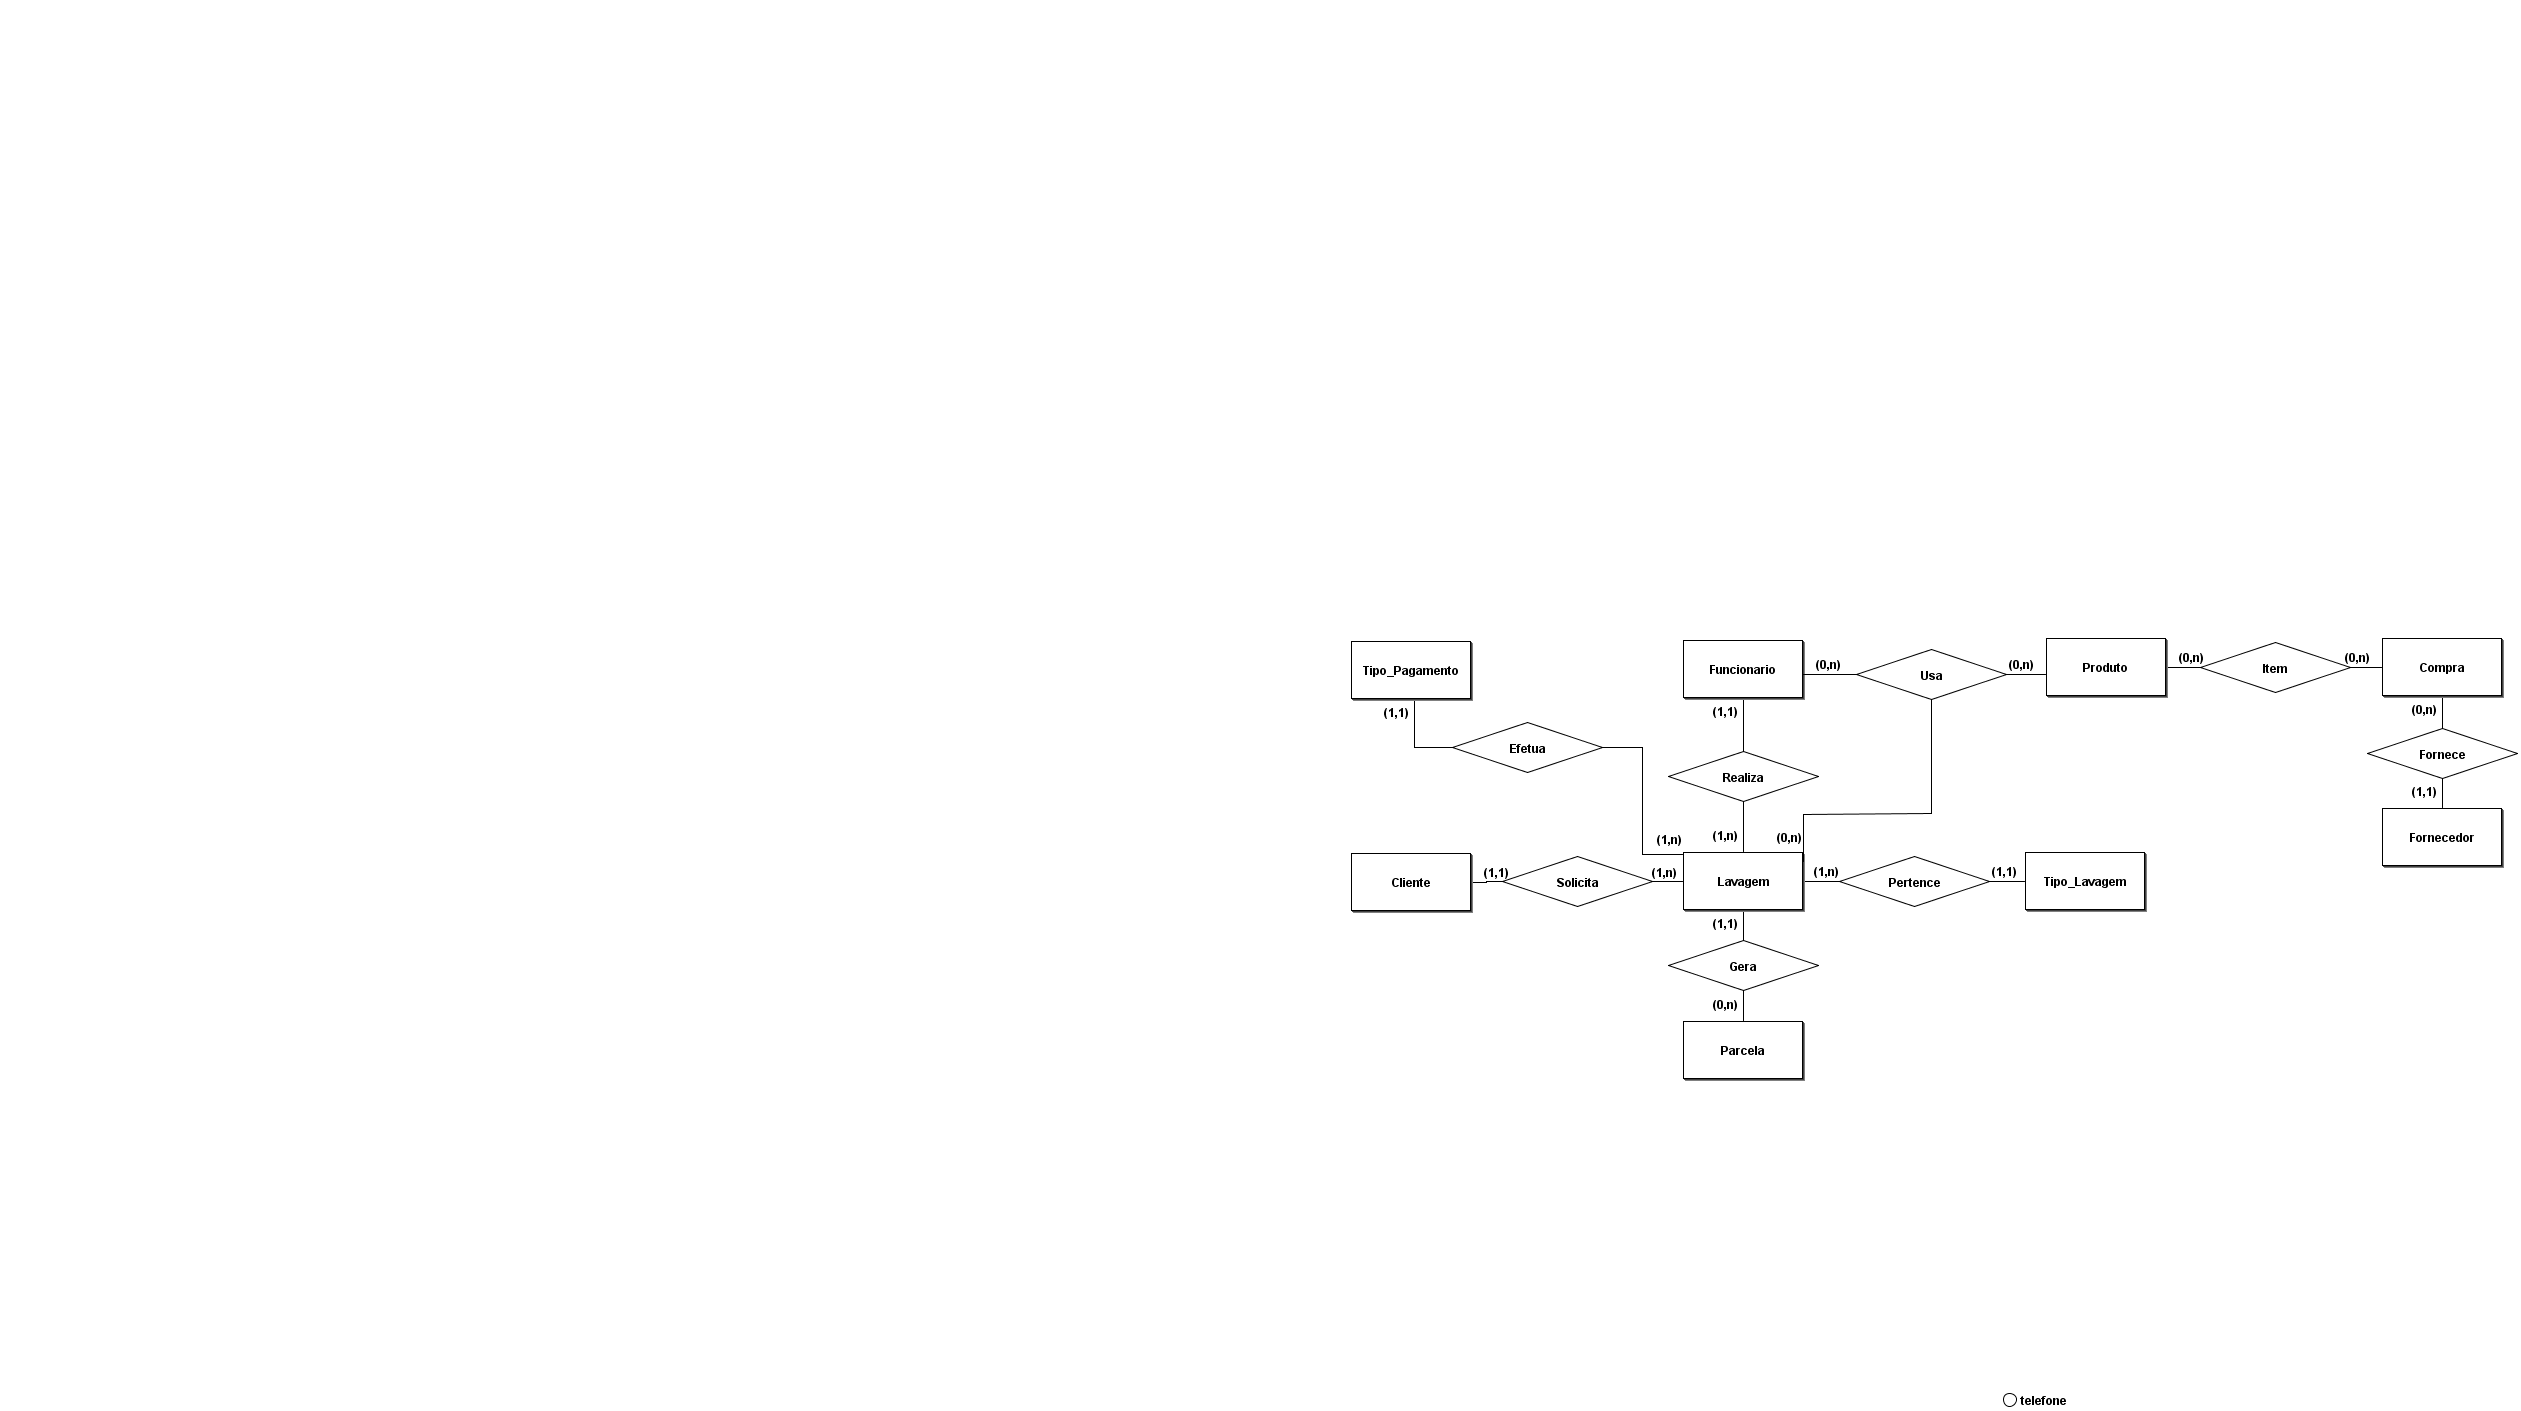 Tipo_Pagamento
Funcionario
(0,n)
Usa
(0,n)
Produto
(0,n)
Item
(0,n)
Compra
(1,1)
(1,1)
(0,n)
Efetua
Realiza
Fornece
(1,1)
(1,n)
(1,n)
(0,n)
Fornecedor
Cliente
(1,1)
Solicita
(1,n)
Lavagem
(1,n)
Pertence
(1,1)
Tipo_Lavagem
(1,1)
Gera
(0,n)
Parcela
telefone